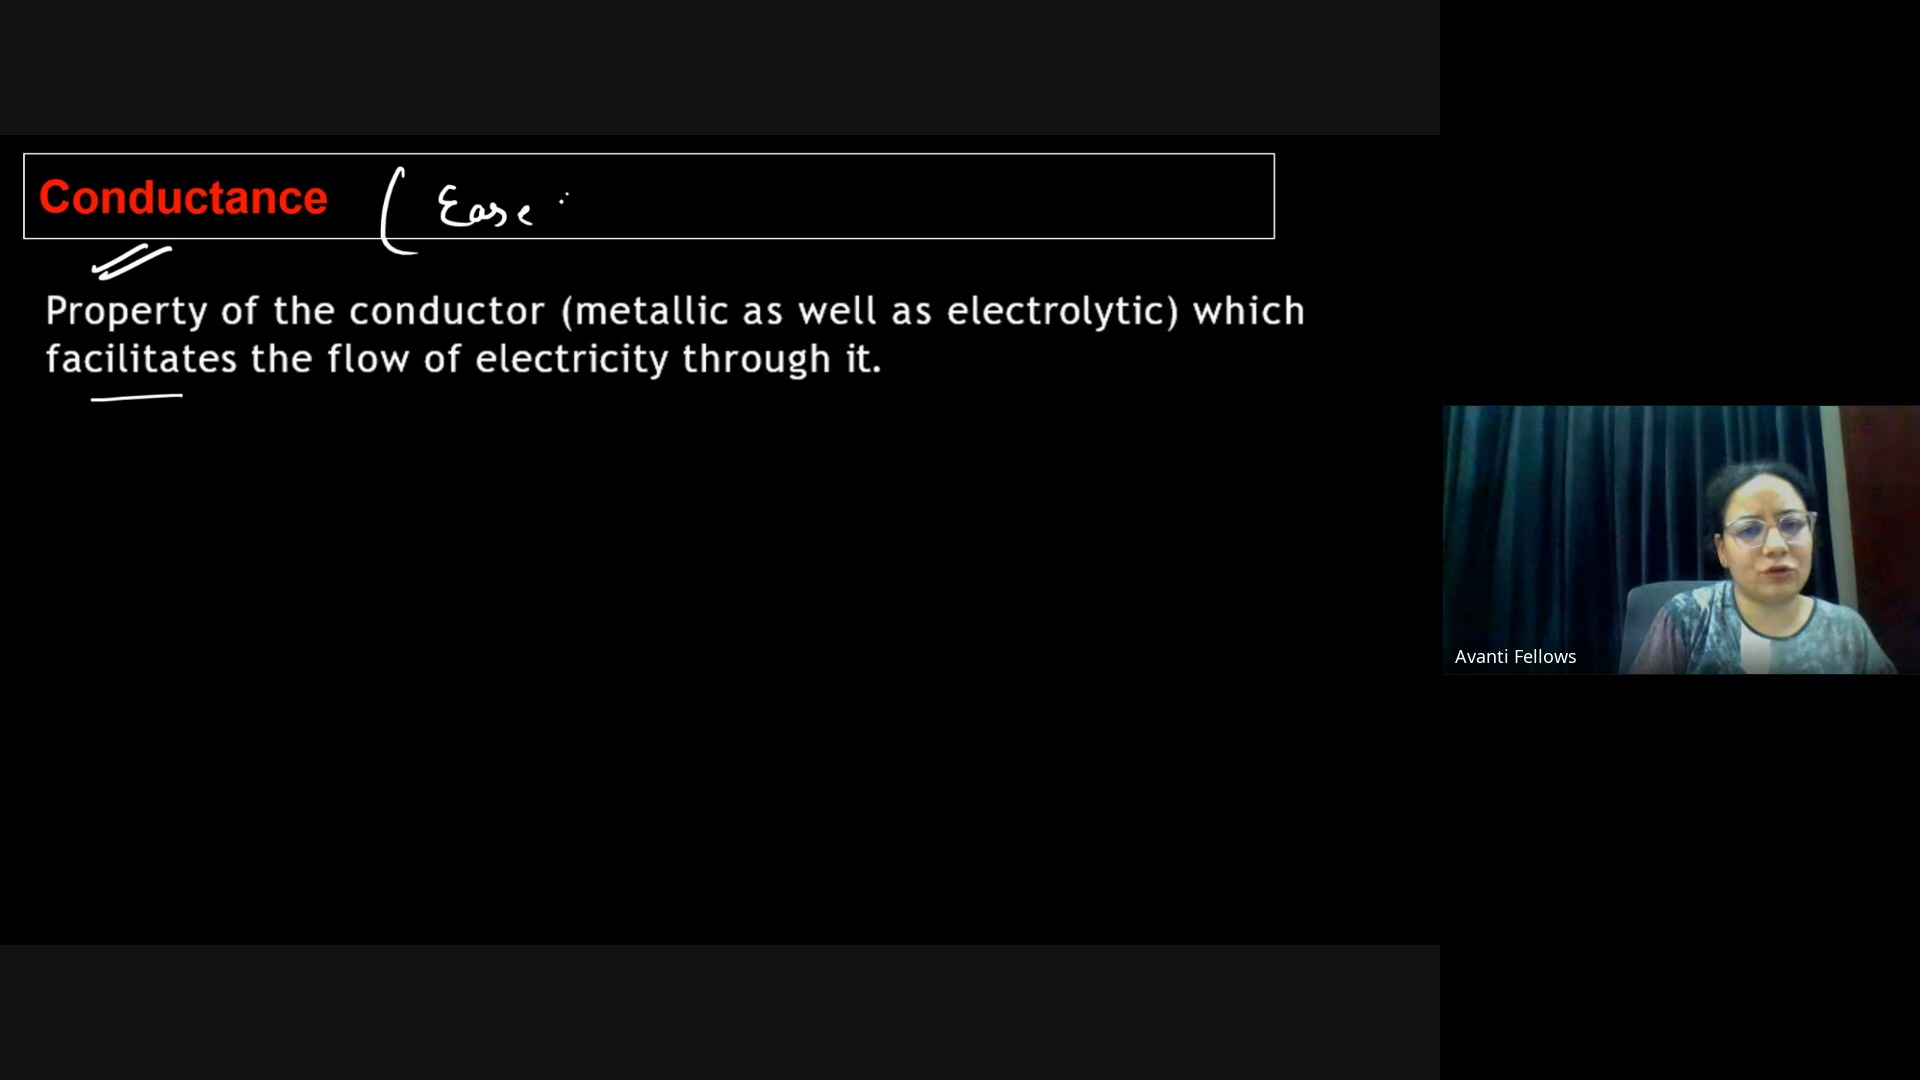 Conductance ( Ease
Property of the conductor (metallic as well as electrolytic) which
facilitates the flow of electricity through it.
Avanti Fellows